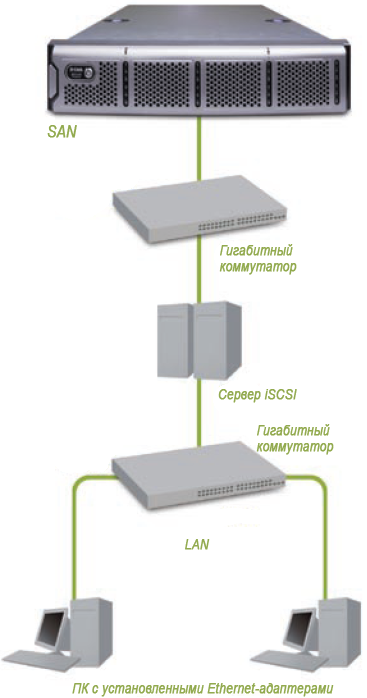 SAN
Гигабитный
коммутатор
Сервер iSCSI
Гигабитный
коммутатор
LAN
ПК с установленными Ethernet-адаптерами